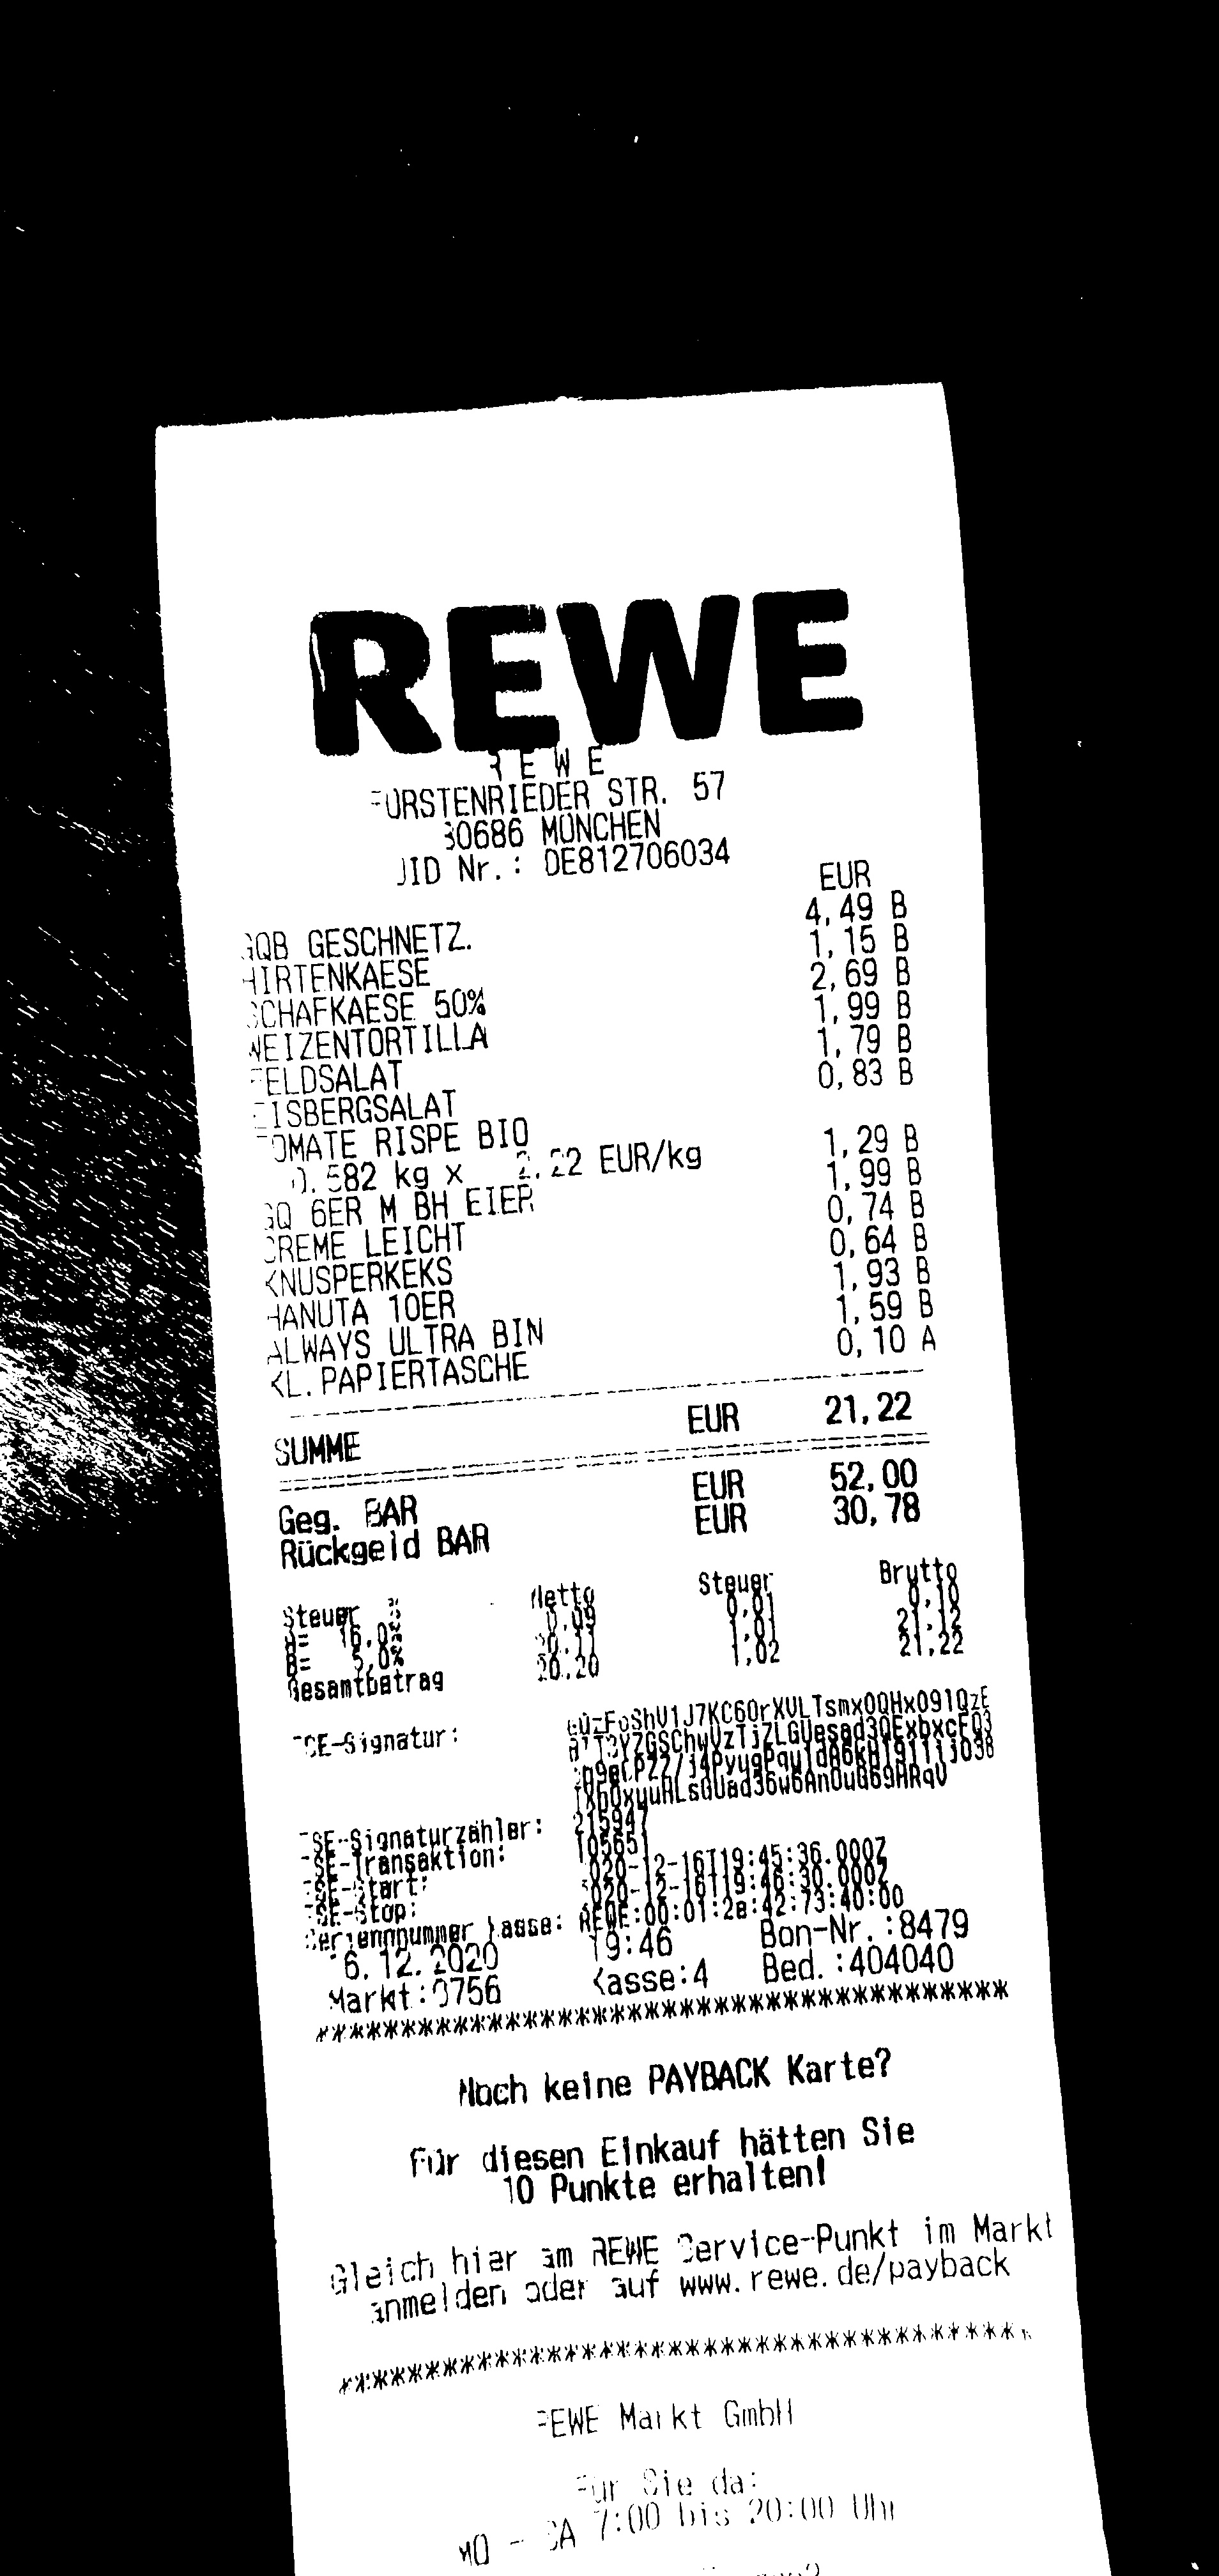 REWE
REWE
FÜRSTENRIEDER STR. 57
80686 MÜNCHEN
UID Nr.: DE812706034
EUR
GQB GESCHNETZ. 4,49 B
HIRTENKAESE 1,15 B
SCHAFKAESE 50% 2,69 B
WEIZENTORTILLA 1,99 B
FELDSALAT 1,79 B
EISBERGSALAT 0,83 B
TOMATE RISPE BIO 1,29 B
0,582 kg x 2,22 EUR/kg
GQ 6ER M BH EIER 1,99 B
CREME LEICHT 0,74 B
KNUSPERKEKS 0,64 B
HANUTA 10ER 1,93 B
ALWAYS ULTRA BIN 1,59 B
KL.PAPIERTASCHE 0,10 A
SUMME EUR 21,22
Geg. BAR EUR 52,00
Rückgeld BAR EUR 30,78
Steuer % Netto Steuer Brutto
A= 16,0% 0,09 0,01 0,10
B= 5,0% 20,11 1,01 21,12
Gesamtbetrag 20,20 1,02 21,22
TSE-Signatur:
TSE-Signaturzähler: 215947
TSE-Transaktion: 105651
TSE-Start: 2020-12-16T19:45:36.000Z
TSE-Stop: 2020-12-16T19:46:30.000Z
Seriennnummer Kasse: REWE:00:01:2e:42:73:40:00
16.12.2020 19:46 Bon-Nr.:8479
Markt:0756 Kasse:4 Bed.:404040
****************************************
Noch keine PAYBACK Karte?
Für diesen Einkauf hätten Sie
10 Punkte erhalten!
Gleich hier am REWE Service-Punkt im Markt
anmelden oder auf www.rewe.de/payback
****************************************
REWE Markt GmbH
Für Sie da:
MO - SA 7:00 bis 20:00 Uhr